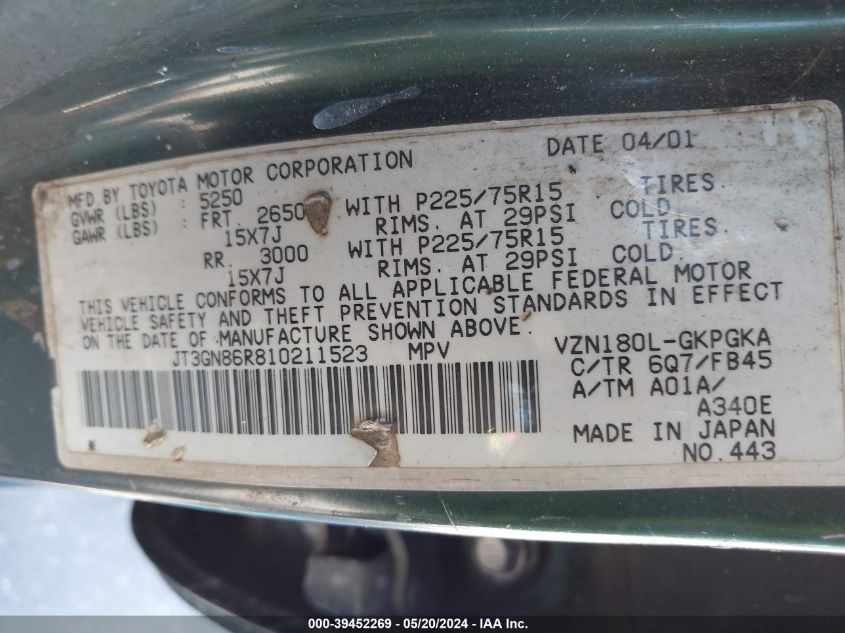 MFD.BY TOYOTA MOTOR CORPORATION DATE 04/01
GVWR (LBS) : 5250
GAWR (LBS) : FRT. 2650 WITH P225/75R15 TIRES.
15X7J RIMS. AT 29PSI COLD.
RR. 3000 WITH P225/75R15 TIRES.
15X7J RIMS. AT 29PSI COLD.
THIS VEHICLE CONFORMS TO ALL APPLICABLE FEDERAL MOTOR
VEHICLE SAFETY AND THEFT PREVENTION STANDARDS IN EFFECT
ON THE DATE OF MANUFACTURE SHOWN ABOVE.
JT3GN86R810211523 MPV VZN180L-GKPGKA
C/TR 6Q7/FB45
A/TM A01A/
A340E
MADE IN JAPAN
NO.443
000-39452269 - 05/20/2024 - IAA Inc.